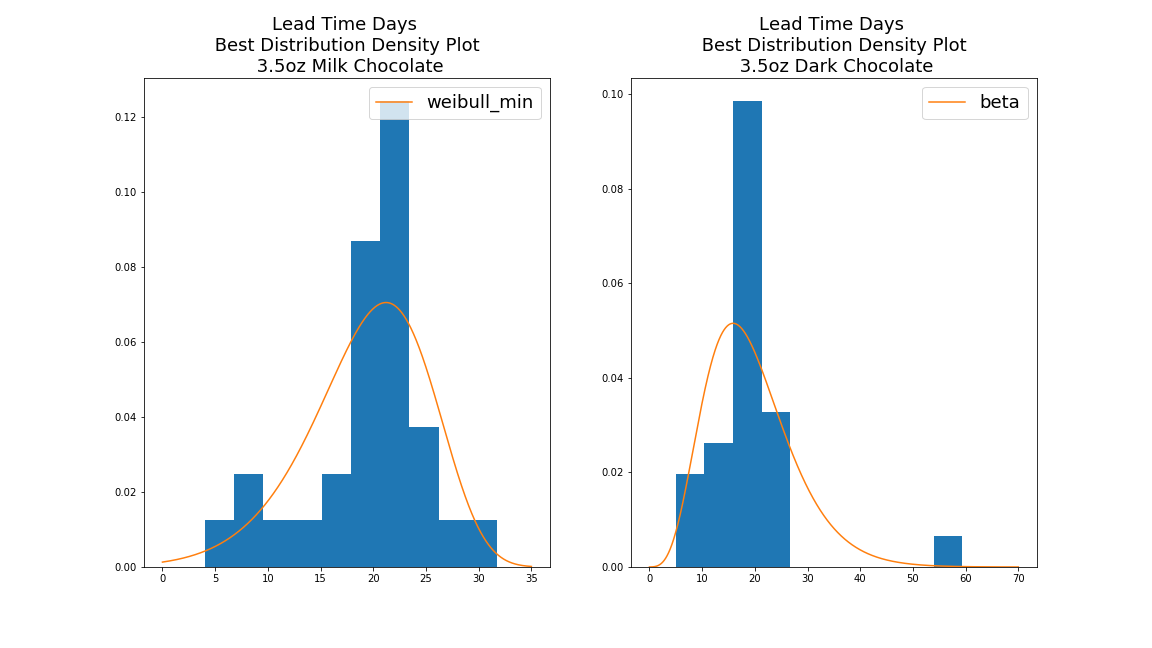 Lead Time Days
Best Distribution Density Plot
3.5oz Milk Chocolate
weibull_min
0.12
0.10
0.08
0.06
0.04
0.02
0.00
0 5 10 15 20 25 30 35
Lead Time Days
Best Distribution Density Plot
3.5oz Dark Chocolate
beta
0.10
0.08
0.06
0.04
0.02
0.00
0 10 20 30 40 50 60 70